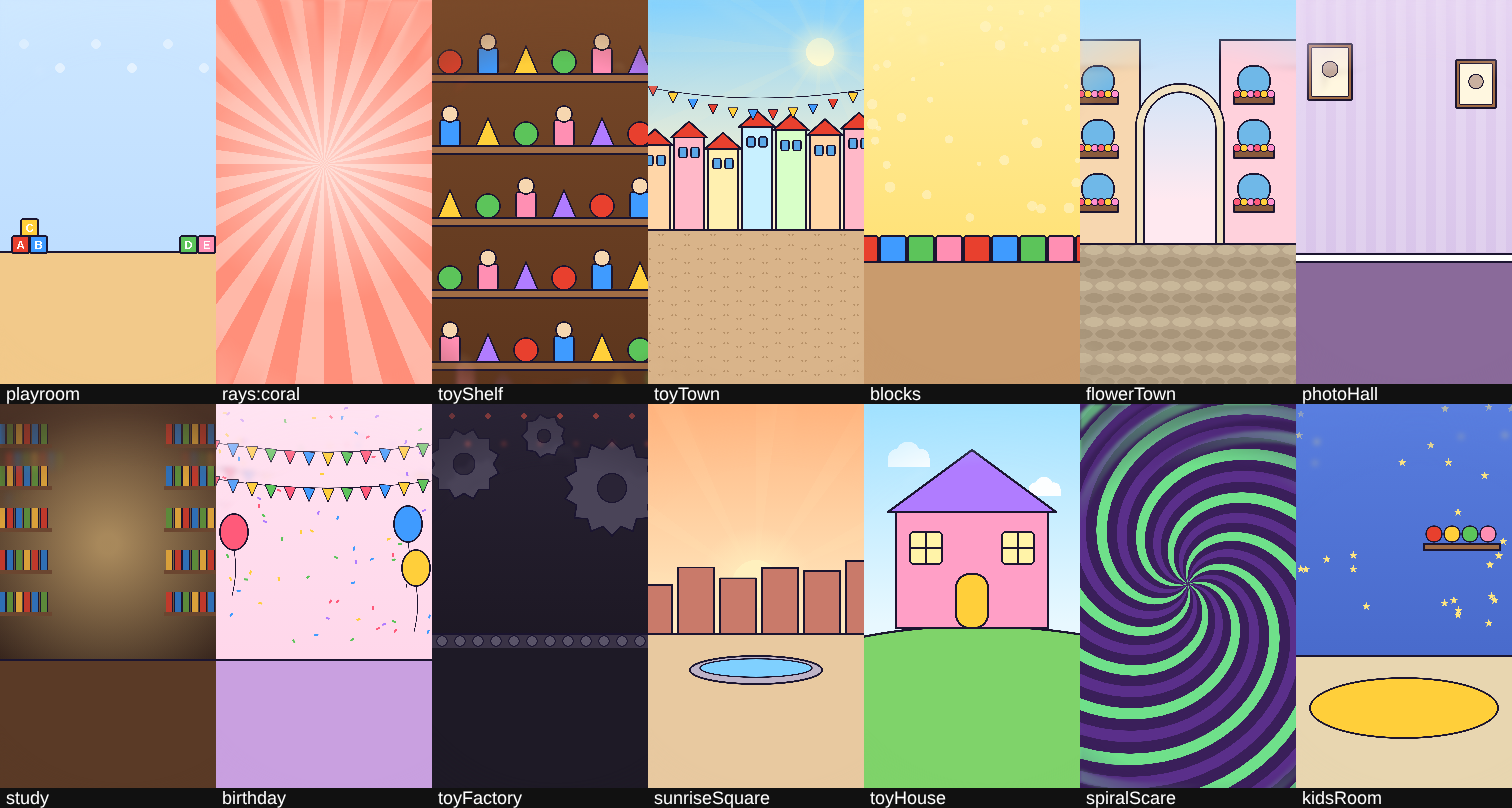 C
A B
D E
playroom
rays:coral
toyShelf
toyTown
blocks
flowerTown
photoHall
study
birthday
toyFactory
sunriseSquare
toyHouse
spiralScare
kidsRoom